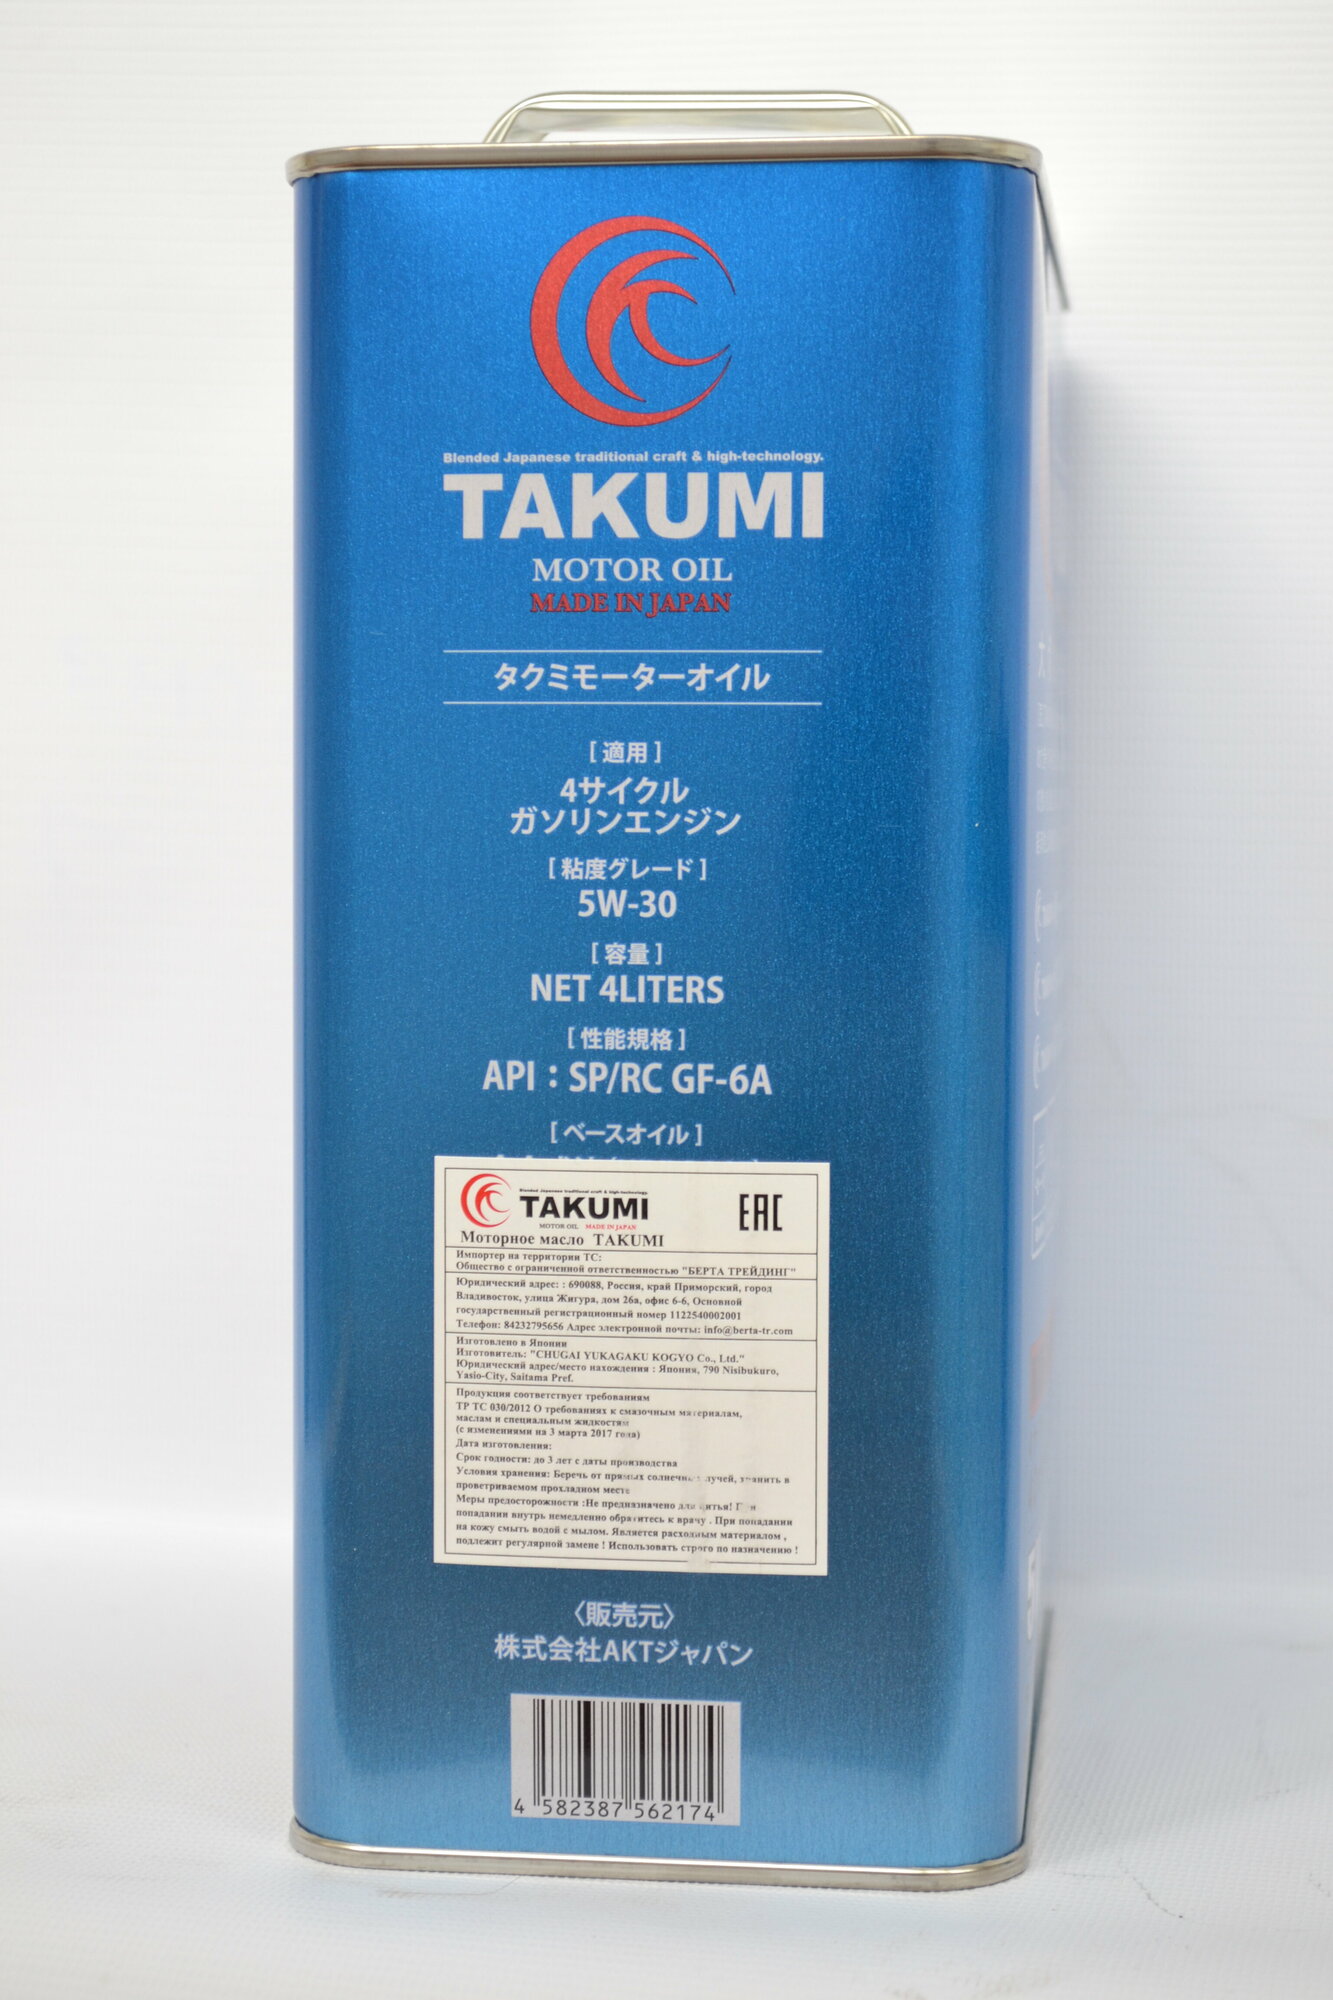 Blended Japanese traditional craft & high-technology.
TAKUMI
MOTOR OIL
MADE IN JAPAN
タクミモーターオイル
[ 適用 ]
4サイクル
ガソリンエンジン
[ 粘度グレード ]
5W-30
[ 容量 ]
NET 4LITERS
[ 性能規格 ]
API：SP/RC GF-6A
[ ベースオイル ]
Blended Japanese traditional craft & high-technology.
TAKUMI
MOTOR OIL MADE IN JAPAN
EAC
Моторное масло TAKUMI
Импортер на территории ТС:
Общество с ограниченной ответственностью "БЕРТА ТРЕЙДИНГ"
Юридический адрес: : 690088, Россия, край Приморский, город
Владивосток, улица Жигура, дом 26а, офис 6-6, Основной
государственный регистрационный номер 1122540002001
Телефон: 84232795656 Адрес электронной почты: info@berta-tr.com
Изготовлено в Японии
Изготовитель: "CHUGAI YUKAGAKU KOGYO Co., Ltd."
Юридический адрес/место нахождения : Япония, 790 Nisibukuro,
Yasio-City, Saitama Pref.
Продукция соответствует требованиям
ТР ТС 030/2012 О требованиях к смазочным материалам,
маслам и специальным жидкостям
(с изменениями на 3 марта 2017 года)
Дата изготовления:
Срок годности: до 3 лет с даты производства
Условия хранения: Беречь от прямых солнечных лучей, хранить в
проветриваемом прохладном месте
Меры предосторожности :Не предназначено для питья! При
попадании внутрь немедленно обратитесь к врачу . При попадании
на кожу смыть водой с мылом. Является расходным материалом ,
подлежит регулярной замене ! Использовать строго по назначению !
〈販売元〉
株式会社AKTジャパン
4 582387 562174